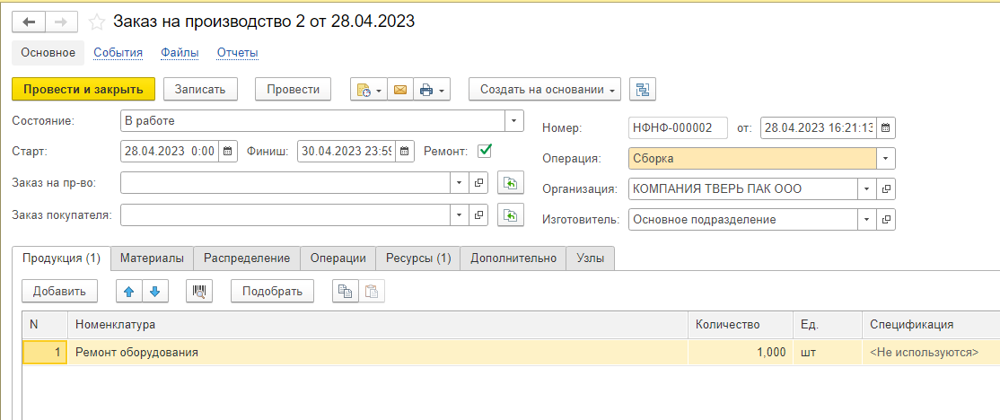 Заказ на производство 2 от 28.04.2023
Основное События Файлы Отчеты
Провести и закрыть Записать Провести Создать на основании
Состояние: В работе
Номер: НФНФ-000002 от: 28.04.2023 16:21:13
Старт: 28.04.2023 0:00 Финиш: 30.04.2023 23:59 Ремонт:
Операция: Сборка
Заказ на пр-во:
Организация: КОМПАНИЯ ТВЕРЬ ПАК ООО
Заказ покупателя:
Изготовитель: Основное подразделение
Продукция (1) Материалы Распределение Операции Ресурсы (1) Дополнительно Узлы
Добавить Подобрать
N Номенклатура Количество Ед. Спецификация
1 Ремонт оборудования 1,000 шт <Не используются>